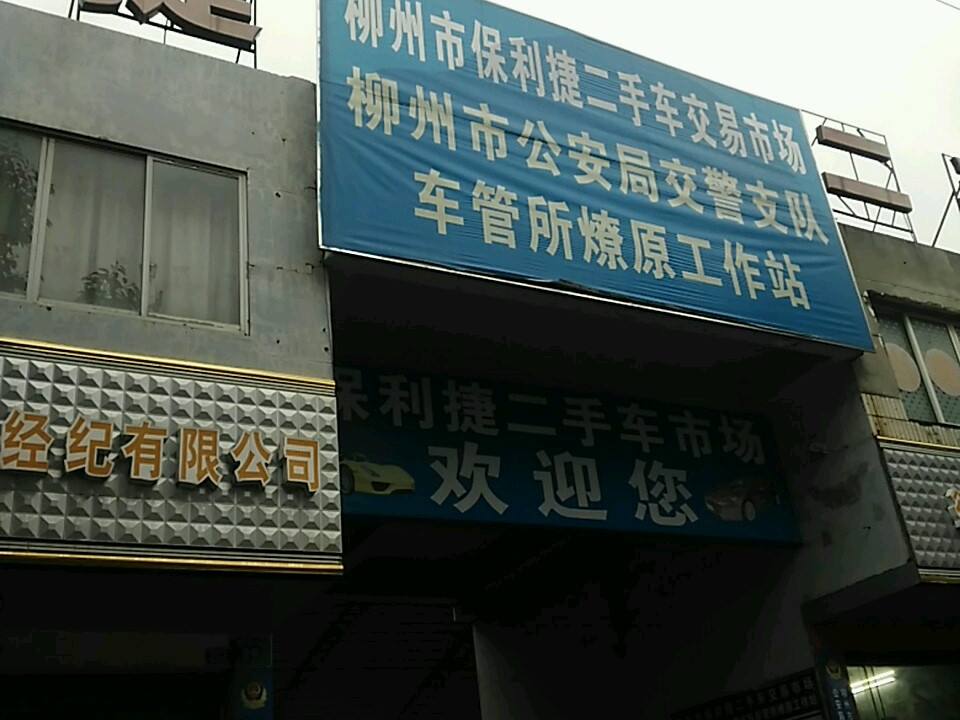 柳州市保利捷二手车交易市场
柳州市公安局交警支队
车管所燎原工作站
保利捷二手车市场
欢迎您
经纪有限公司
二